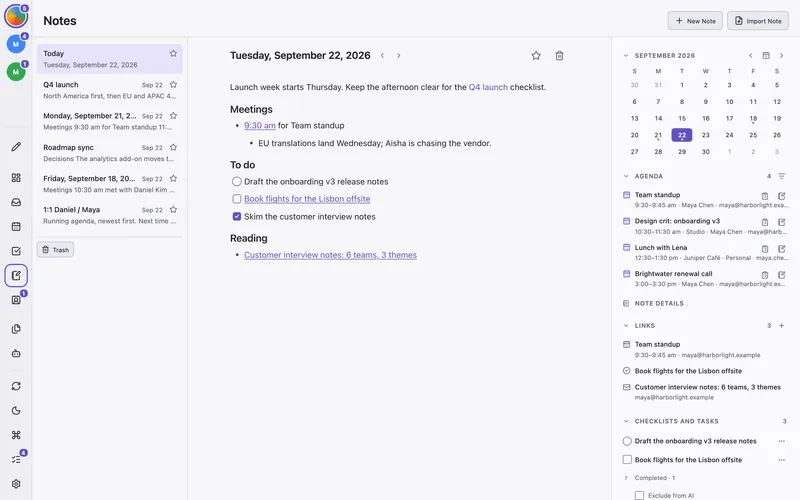 5
Notes
New Note
Import Note
M
4
M
1
Today
Tuesday, September 22, 2026
Q4 launch
Sep 22
North America first, then EU and APAC 4...
Monday, September 21, 2...
Sep 22
Meetings 9:30 am for Team standup 11:...
Roadmap sync
Sep 22
Decisions The analytics add-on moves t...
Friday, September 18, 20...
Sep 22
Meetings 10:30 am met with Daniel Kim ...
1:1 Daniel / Maya
Sep 22
Running agenda, newest first. Next time ...
Trash
1
4
Tuesday, September 22, 2026
Launch week starts Thursday. Keep the afternoon clear for the Q4 launch checklist.
Meetings
9:30 am for Team standup
EU translations land Wednesday; Aisha is chasing the vendor.
To do
Draft the onboarding v3 release notes
Book flights for the Lisbon offsite
Skim the customer interview notes
Reading
Customer interview notes: 6 teams, 3 themes
SEPTEMBER 2026
S M T W T F S
30 31 1 2 3 4 5
6 7 8 9 10 11 12
13 14 15 16 17 18 19
20 21 22 23 24 25 26
27 28 29 30 1 2 3
AGENDA 4
Team standup
9:30–9:45 am · Maya Chen · maya@harborlight.exa...
Design crit: onboarding v3
10:30–11:30 am · Studio · Maya Chen · maya@harb...
Lunch with Lena
12:30–1:30 pm · Juniper Café · Personal · maya.che...
Brightwater renewal call
3:00–3:30 pm · Maya Chen · maya@harborlight.ex...
NOTE DETAILS
LINKS 3
Team standup
9:30–9:45 am · maya@harborlight.example
Book flights for the Lisbon offsite
Customer interview notes: 6 teams, 3 themes
maya@harborlight.example
CHECKLISTS AND TASKS 3
Draft the onboarding v3 release notes
Book flights for the Lisbon offsite
Completed · 1
Exclude from AI